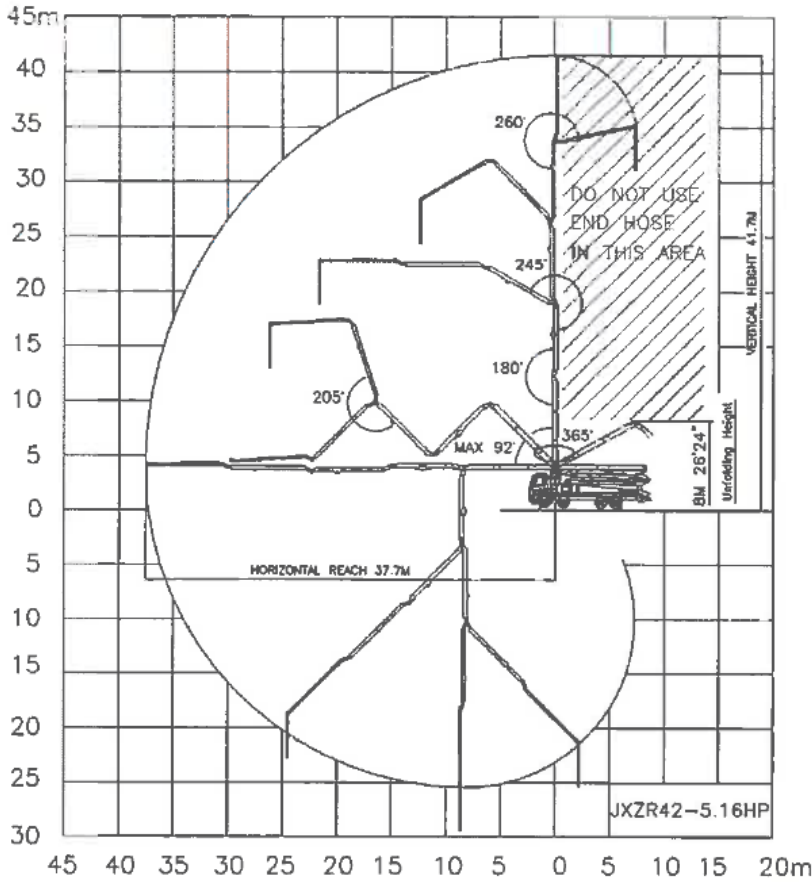 45m
40
35
30
25
20
15
10
5
0
5
10
15
20
25
30
260°
DO NOT USE
END HOSE
IN THIS AREA
245°
180°
205°
MAX 92°
365°
VERTICAL HEIGHT 41.7M
8M 26'24"
Unfolding Height
HORIZONTAL REACH 37.7M
JXZR42-5.16HP
45 40 35 30 25 20 15 10 5 0 5 10 15 20m